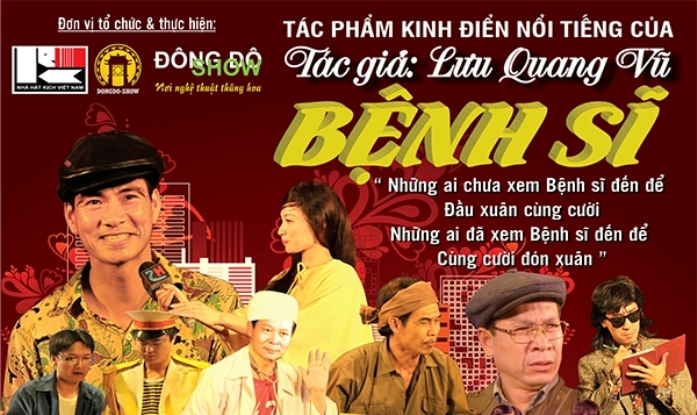 Đơn vị tổ chức & thực hiện:
NHÀ HÁT KỊCH VIỆT NAM
DONGDO-SHOW
ĐÔNG ĐÔ
SHOW
Nơi nghệ thuật thăng hoa
TÁC PHẨM KINH ĐIỂN NỔI TIẾNG CỦA
Tác giả: Lưu Quang Vũ
BỆNH SĨ
“ Những ai chưa xem Bệnh sĩ đến để
Đầu xuân cùng cười
Những ai đã xem Bệnh sĩ đến để
Cùng cười đón xuân ”